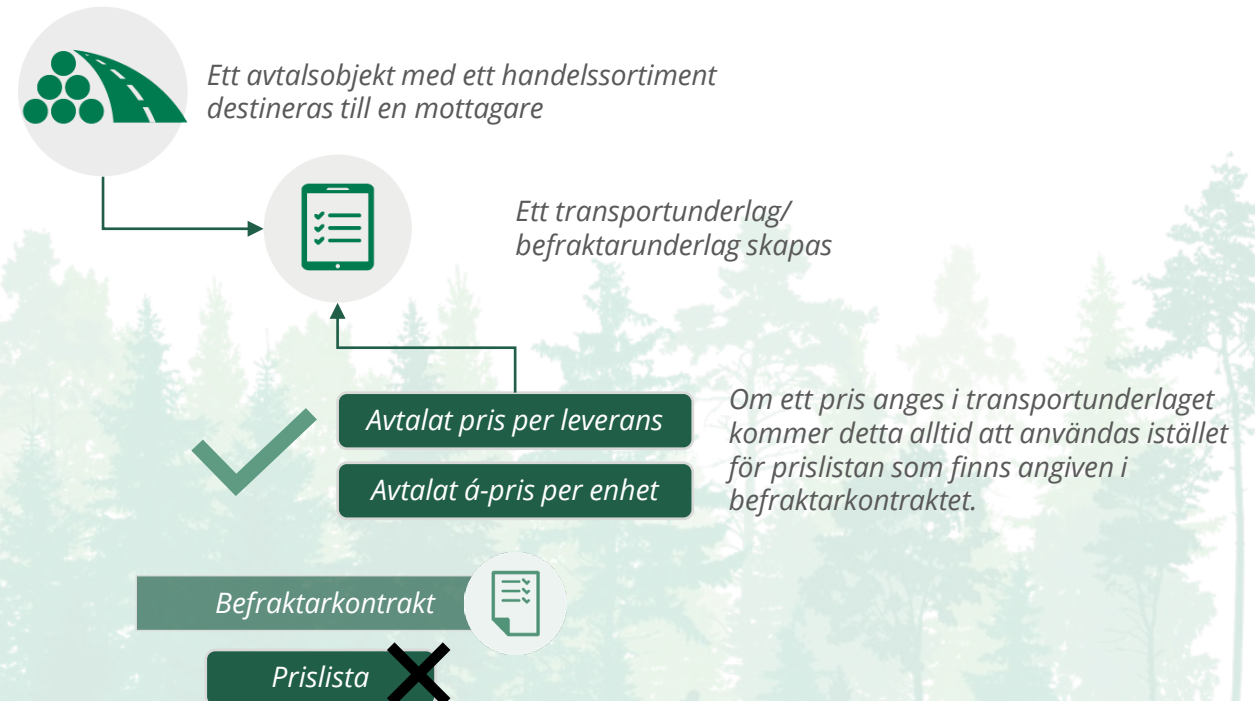 Ett avtalsobjekt med ett handelssortiment
destineras till en mottagare
Ett transportunderlag/
befraktarunderlag skapas
Avtalat pris per leverans
Avtalat á-pris per enhet
Om ett pris anges i transportunderlaget
kommer detta alltid att användas istället
för prislistan som finns angiven i
befraktarkontraktet.
Befraktarkontrakt
Prislista